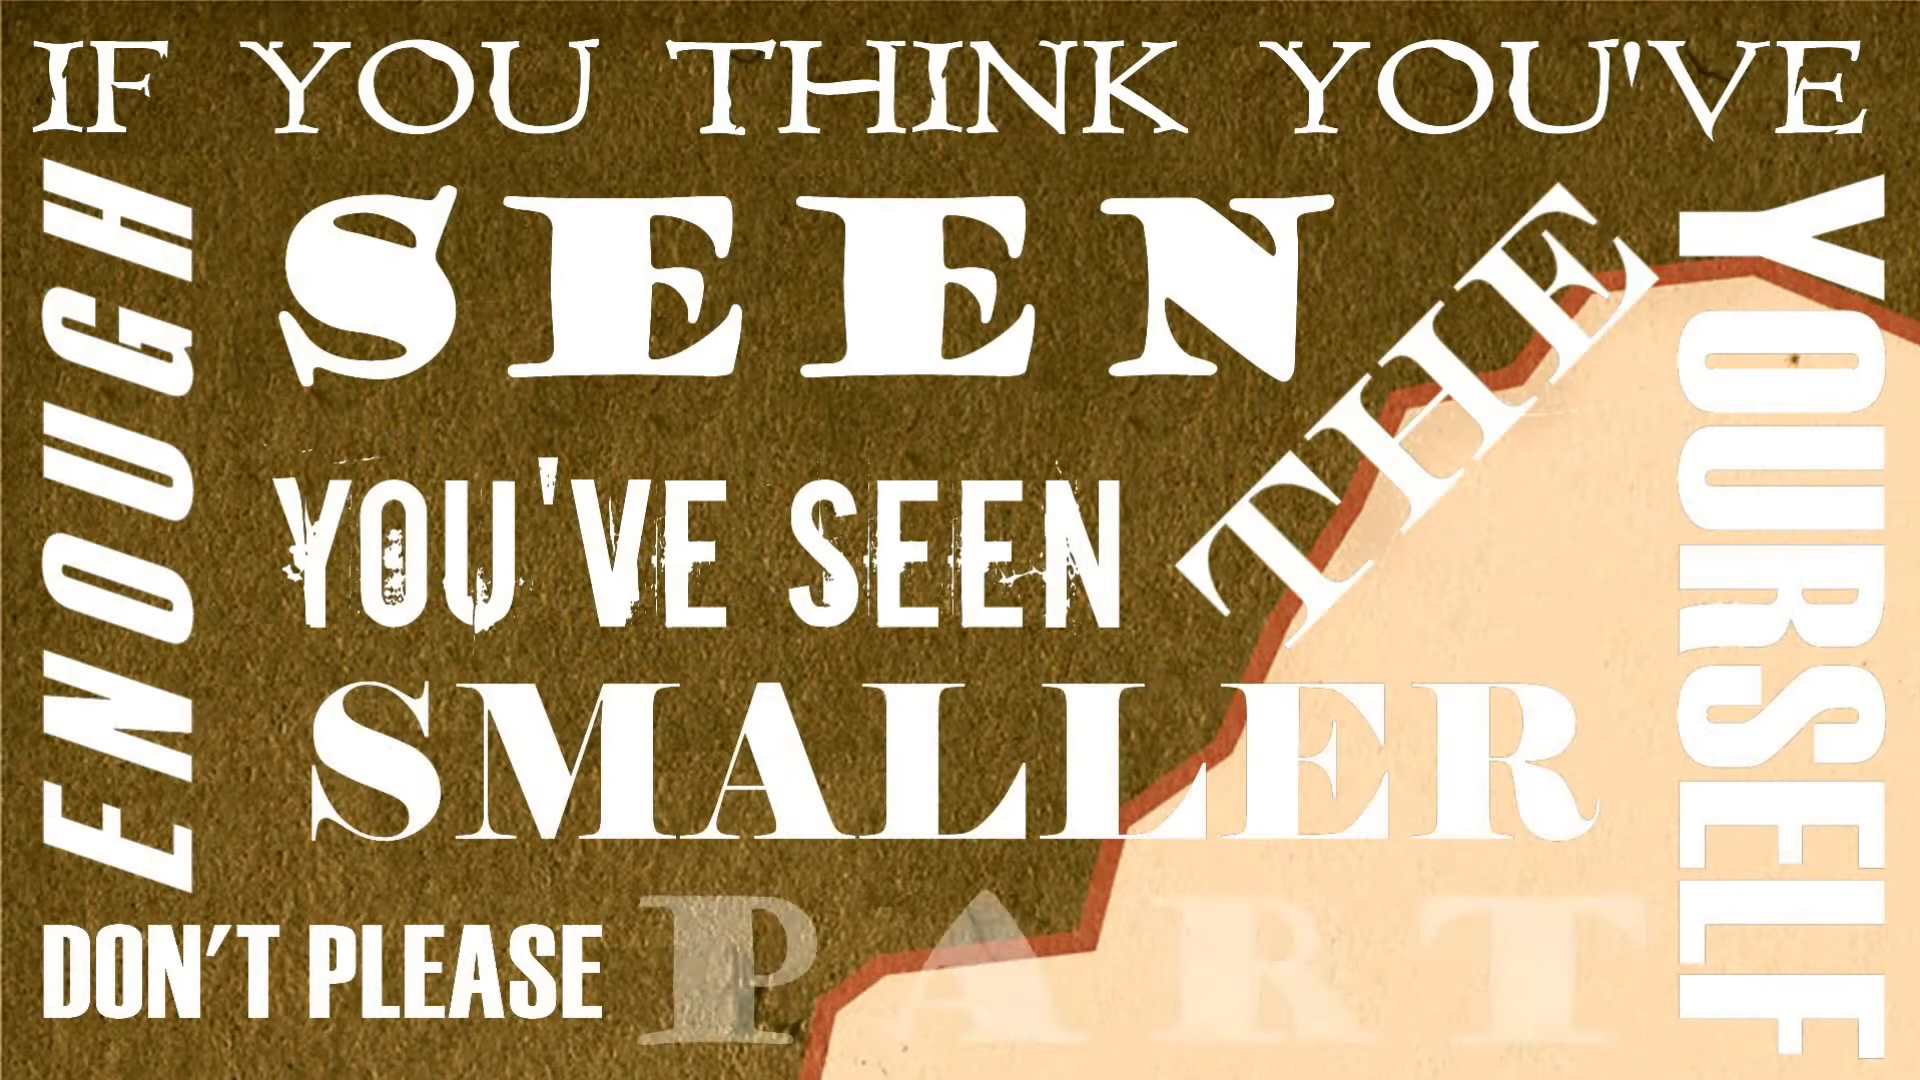 IF YOU THINK YOU'VE
SEEN
ENOUGH
YOU'VE SEEN
THE
SMALLER
PART
DON'T PLEASE
YOURSELF